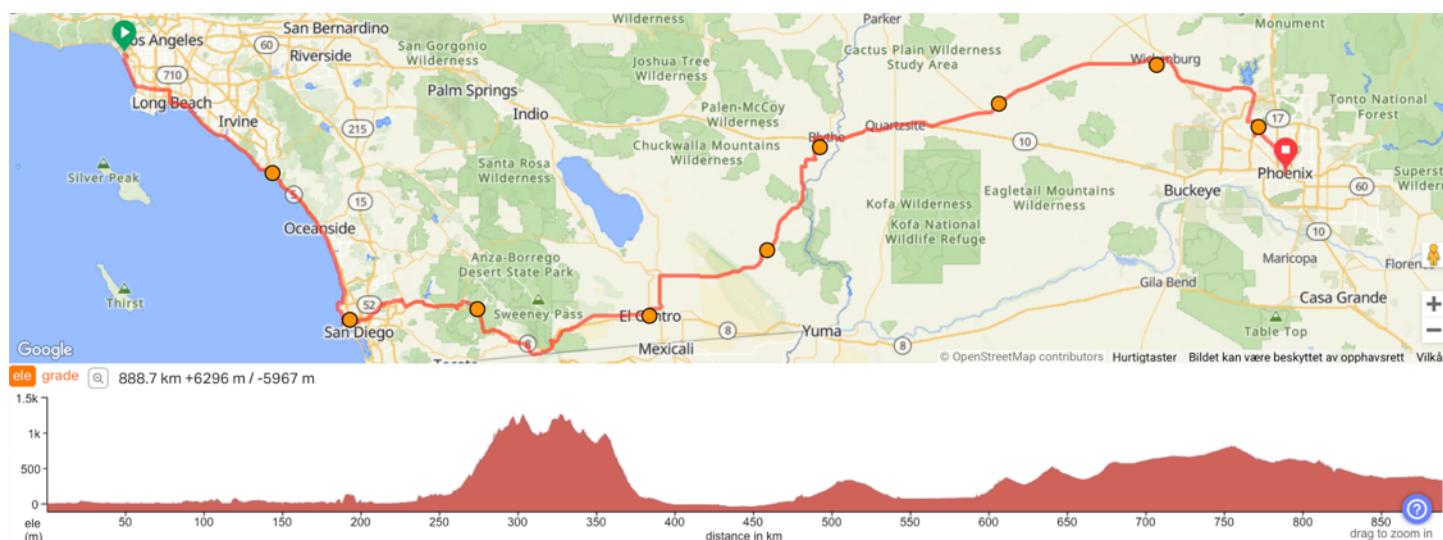 Wilderness
San Bernardino
Parker
Monument
Los Angeles
60
Riverside
San Gorgonio
Wilderness
Joshua Tree
Wilderness
Cactus Plain Wilderness
Study Area
Wickenburg
710
Long Beach
Palm Springs
Tonto National
Forest
17
Irvine
215
Indio
Palen-McCoy
Wilderness
Blythe
Quartzsite
10
Chuckwalla Mountains
Wilderness
Silver Peak
Santa Rosa
Wilderness
Phoenix
Buckeye
60
5
15
Kofa Wilderness
Eagletail Mountains
Wilderness
Oceanside
Kofa National
Wildlife Refuge
10
Anza-Borrego
Desert State Park
Maricopa
Thirst
Gila Bend
52
San Diego
Sweeney Pass
El Centro
Casa Grande
8
8
Mexicali
Yuma
8
Table Top
Google
© OpenStreetMap contributors Hurtigtaster Bildet kan være beskyttet av opphavsrett Vilkå
ele grade 888.7 km +6296 m / -5967 m
1.5k
1k
500
0
ele
(m)
50 100 150 200 250 300 350 400 450 500 550 600 650 700 750 800 850
distance in km
drag to zoom in